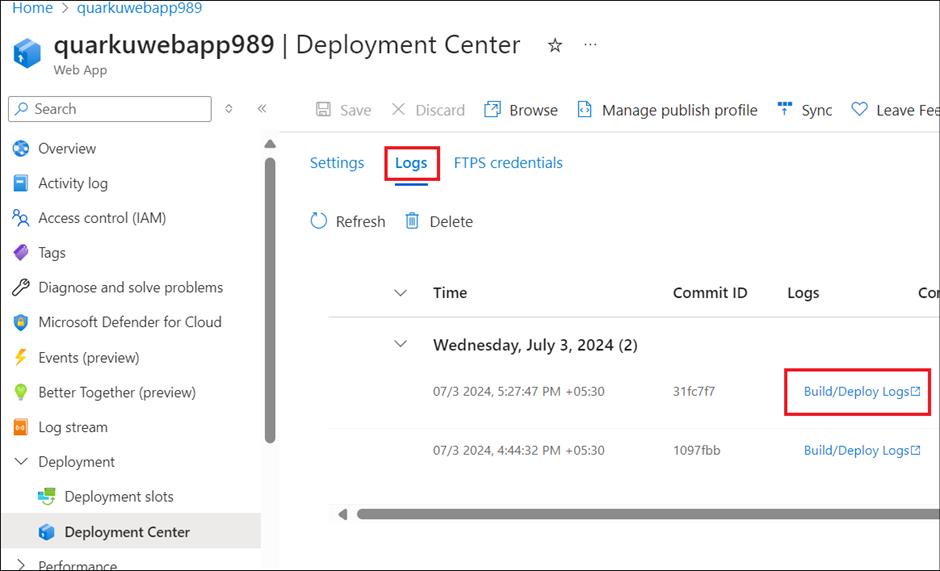 Home > quarkuwebapp989
quarkuwebapp989 | Deployment Center
Web App
Search
Save Discard Browse Manage publish profile Sync Leave Fee
Overview
Activity log
Access control (IAM)
Tags
Diagnose and solve problems
Microsoft Defender for Cloud
Events (preview)
Better Together (preview)
Log stream
Deployment
Deployment slots
Deployment Center
Performance
Settings Logs FTPS credentials
Refresh Delete
Time Commit ID Logs Co
Wednesday, July 3, 2024 (2)
07/3 2024, 5:27:47 PM +05:30 31fc7f7 Build/Deploy Logs
07/3 2024, 4:44:32 PM +05:30 1097fbb Build/Deploy Logs